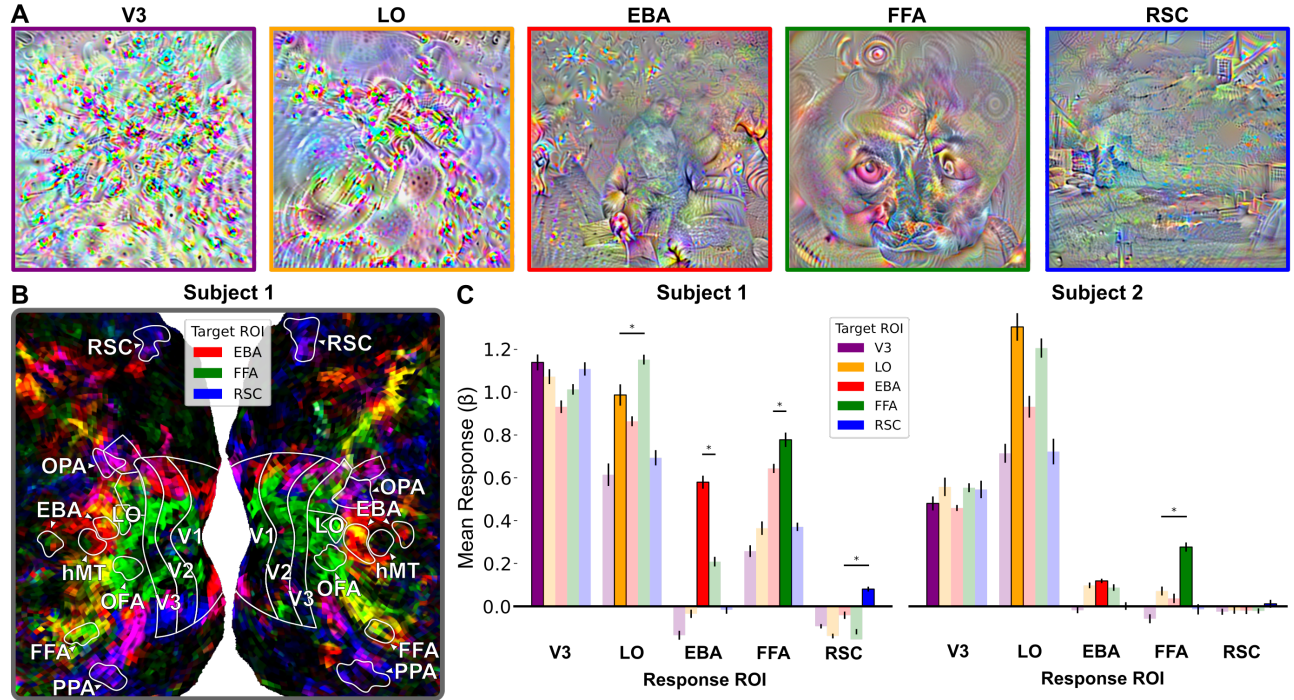 A
V3 LO EBA FFA RSC
B
Subject 1
Target ROI
EBA
FFA
RSC
RSC
RSC
OPA
OPA
EBA
EBA
LO
LO
V1
V1
hMT
hMT
V2
V2
OFA
OFA
V3
V3
FFA
FFA
PPA
PPA
C
Subject 1
Subject 2
Mean Response (β)
1.2
1.0
0.8
0.6
0.4
0.2
0.0
*
*
*
*
*
Target ROI
V3
LO
EBA
FFA
RSC
V3 LO EBA FFA RSC
Response ROI
V3 LO EBA FFA RSC
Response ROI